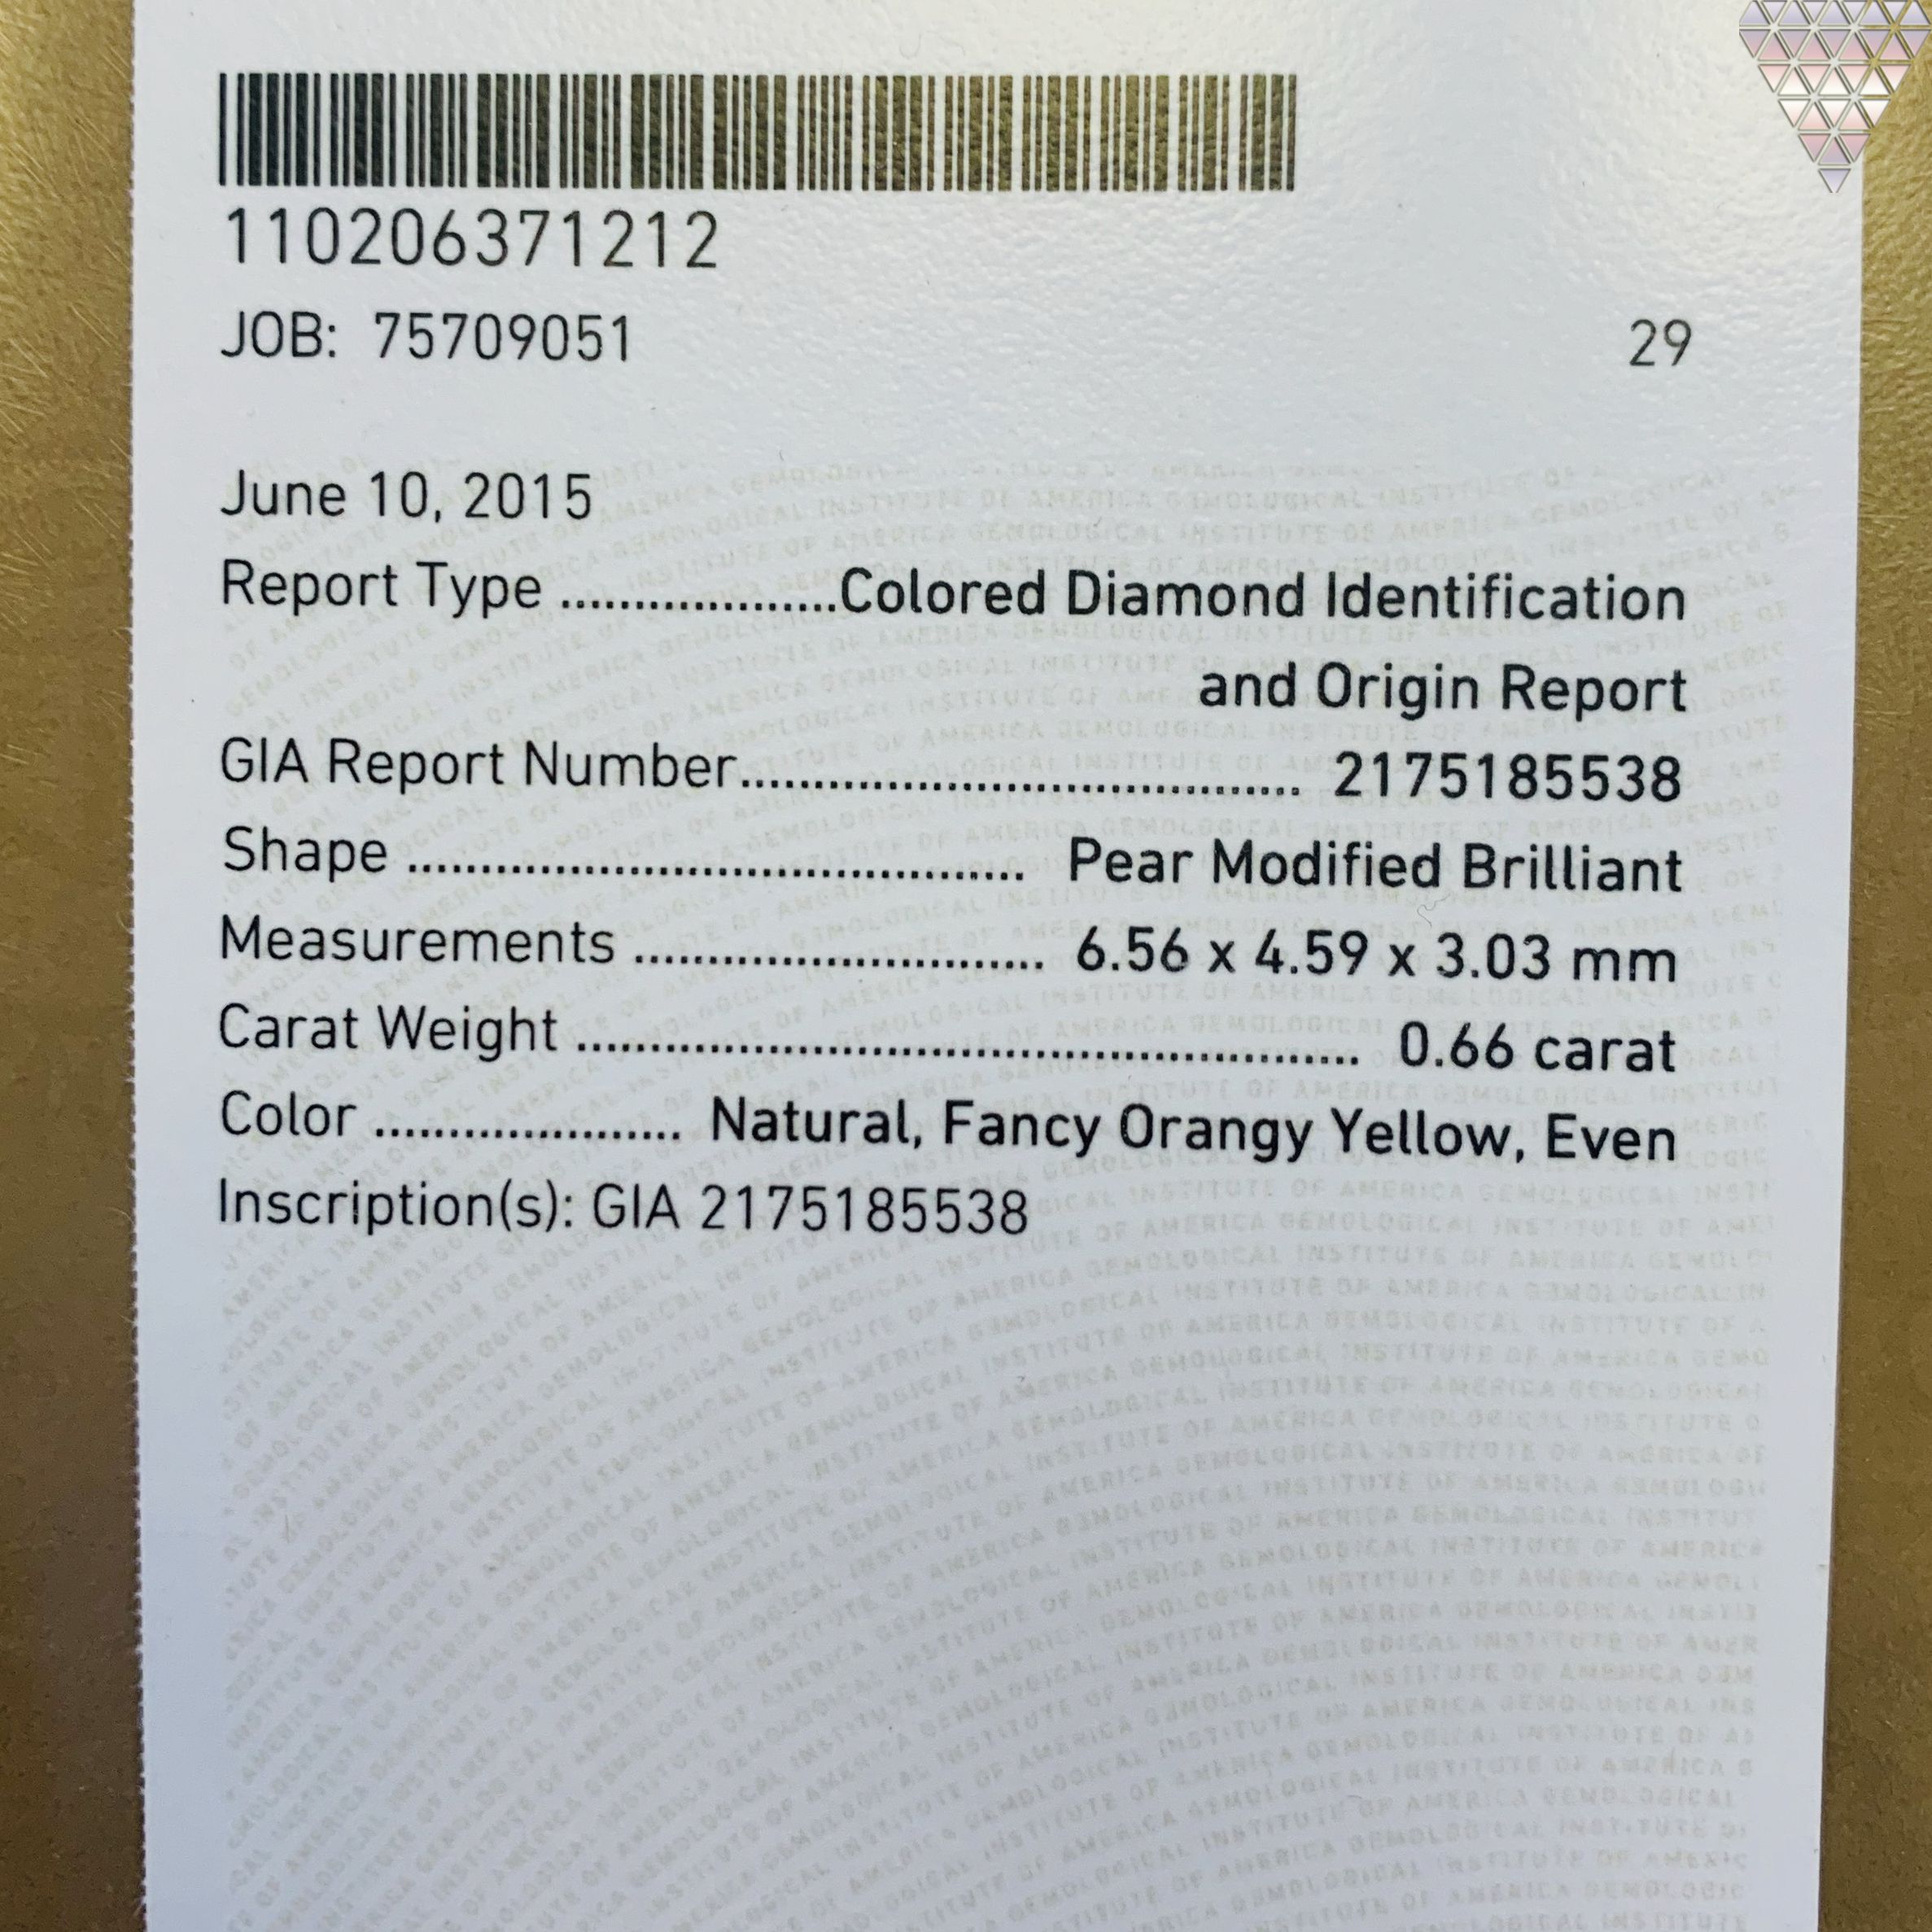 110206371212
JOB: 75709051 29
June 10, 2015
Report Type ...................Colored Diamond Identification
and Origin Report
GIA Report Number...................................... 2175185538
Shape .......................................... Pear Modified Brilliant
Measurements ............................ 6.56 x 4.59 x 3.03 mm
Carat Weight ..................................................... 0.66 carat
Color ..................... Natural, Fancy Orangy Yellow, Even
Inscription(s): GIA 2175185538